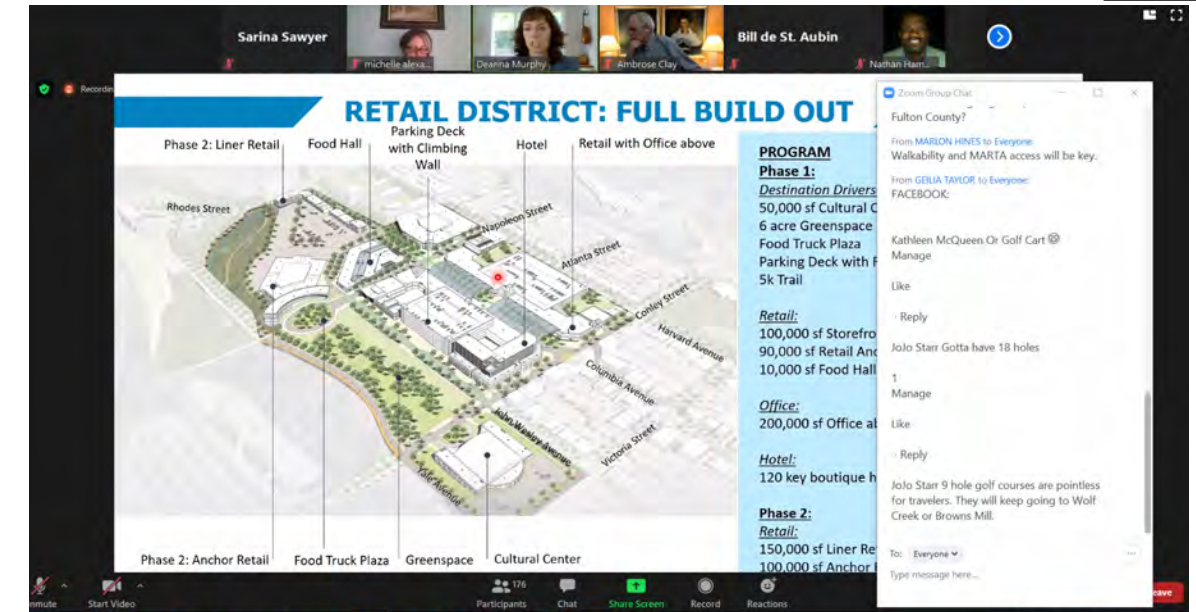 Sarina Sawyer
michelle alexa...
Deanna Murphy
Ambrose Clay
Bill de St. Aubin
Nathan Ham...
Recordin
RETAIL DISTRICT: FULL BUILD OUT
Phase 2: Liner Retail
Food Hall
Parking Deck
with Climbing
Wall
Hotel
Retail with Office above
Rhodes Street
Napoleon Street
Atlanta Street
Conley Street
Harvard Avenue
Columbia Avenue
John Wesley Avenue
Victoria Street
Yale Avenue
Phase 2: Anchor Retail
Food Truck Plaza
Greenspace
Cultural Center
PROGRAM
Phase 1:
Destination Drivers
50,000 sf Cultural C
6 acre Greenspace
Food Truck Plaza
Parking Deck with F
5k Trail
Retail:
100,000 sf Storefro
90,000 sf Retail Anc
10,000 sf Food Hall
Office:
200,000 sf Office al
Hotel:
120 key boutique h
Phase 2:
Retail:
150,000 sf Liner Re
100,000 sf Anchor
Zoom Group Chat
Fulton County?
From MARLON HINES to Everyone:
Walkability and MARTA access will be key.
From GEILIA TAYLOR to Everyone:
FACEBOOK:
Kathleen McQueen Or Golf Cart
Manage
Like
· Reply
JoJo Starr Gotta have 18 holes
1
Manage
Like
· Reply
JoJo Starr 9 hole golf courses are pointless
for travelers. They will keep going to Wolf
Creek or Browns Mill.
To: Everyone
Type message here...
nmute
Start Video
176
Participants
Chat
Share Screen
Record
Reactions
eave